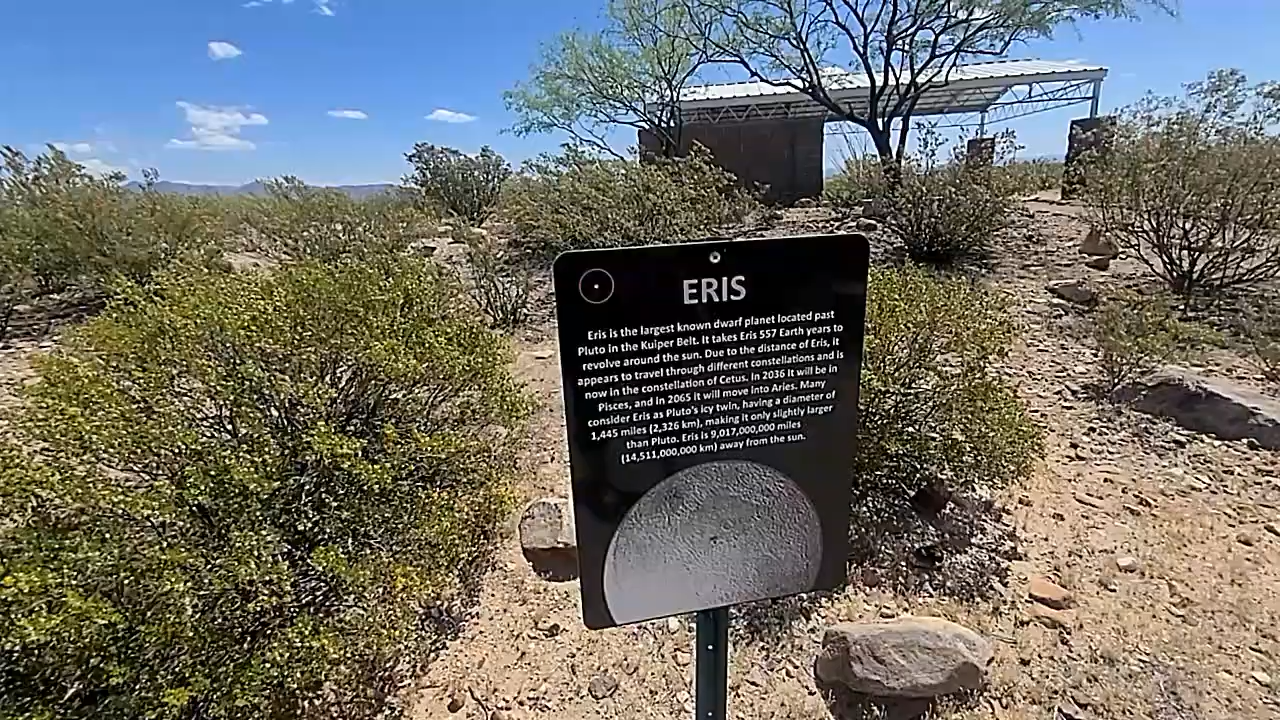 ERIS
Eris is the largest known dwarf planet located past
Pluto in the Kuiper Belt. It takes Eris 557 Earth years to
revolve around the sun. Due to the distance of Eris, it
appears to travel through different constellations and is
now in the constellation of Cetus. In 2036 it will be in
Pisces, and in 2065 it will move into Aries. Many
consider Eris as Pluto's icy twin, having a diameter of
1,445 miles (2,326 km), making it only slightly larger
than Pluto. Eris is 9,017,000,000 miles
(14,511,000,000 km) away from the sun.